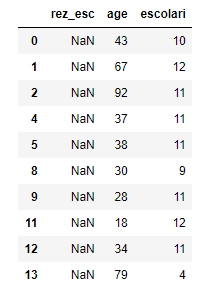 rez_esc age escolari
0 NaN 43 10
1 NaN 67 12
2 NaN 92 11
4 NaN 37 11
5 NaN 38 11
8 NaN 30 9
9 NaN 28 11
11 NaN 18 12
12 NaN 34 11
13 NaN 79 4